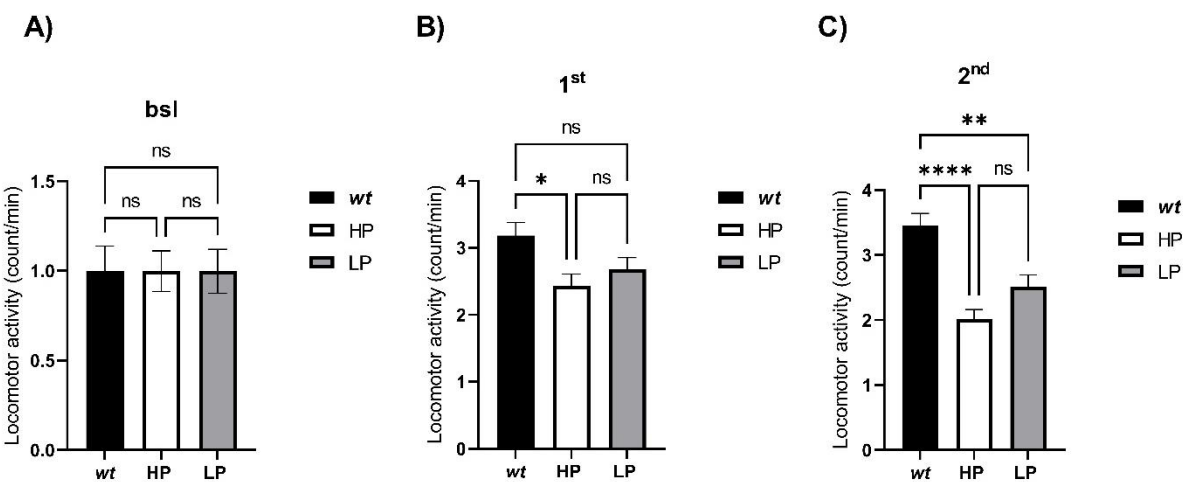 A)
bsl
ns
ns
ns
Locomotor activity (count/min)
1.5
1.0
0.5
0.0
wt
HP
LP
wt
HP
LP
B)
1st
ns
*
ns
Locomotor activity (count/min)
4
3
2
1
0
wt
HP
LP
wt
HP
LP
C)
2nd
**
****
ns
Locomotor activity (count/min)
4
3
2
1
0
wt
HP
LP
wt
HP
LP